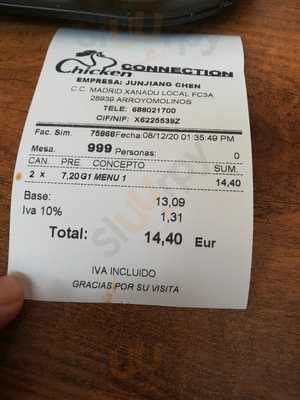 Chicken CONNECTION
EMPRESA: JUNJIANG CHEN
C.C. MADRID XANADU LOCAL FC3A
28939 ARROYOMOLINOS
TELE: 688021700
CIF/NIF: X6225539Z
Fac. Sim. 75968 Fecha: 08/12/20 01:35:49 PM
Mesa. 999 Personas: 0
CAN. PRE CONCEPTO SUM.
2 x 7,20 G1 MENU 1 14,40
Base: 13,09
Iva 10% 1,31
Total: 14,40 Eur
IVA INCLUIDO
GRACIAS POR SU VISITA